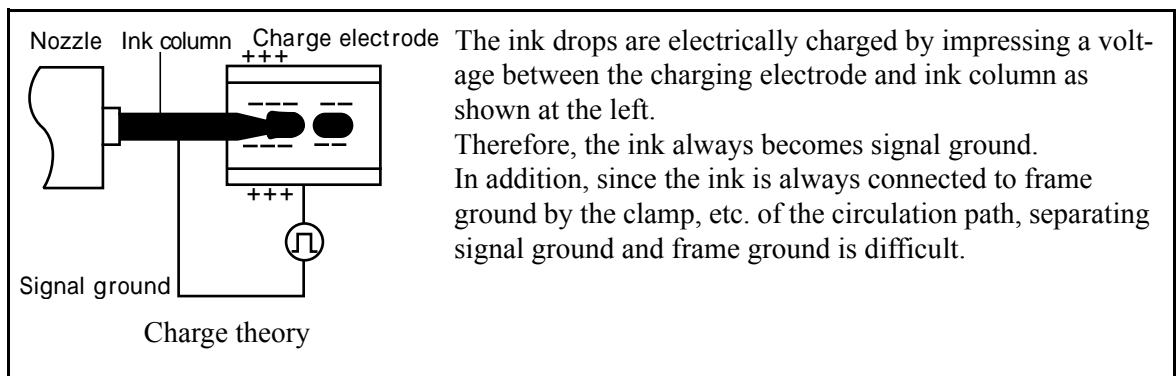 Nozzle Ink column Charge electrode
+++
--- --
--- --
+++
Signal ground
Charge theory
The ink drops are electrically charged by impressing a volt-
age between the charging electrode and ink column as
shown at the left.
Therefore, the ink always becomes signal ground.
In addition, since the ink is always connected to frame
ground by the clamp, etc. of the circulation path, separating
signal ground and frame ground is difficult.